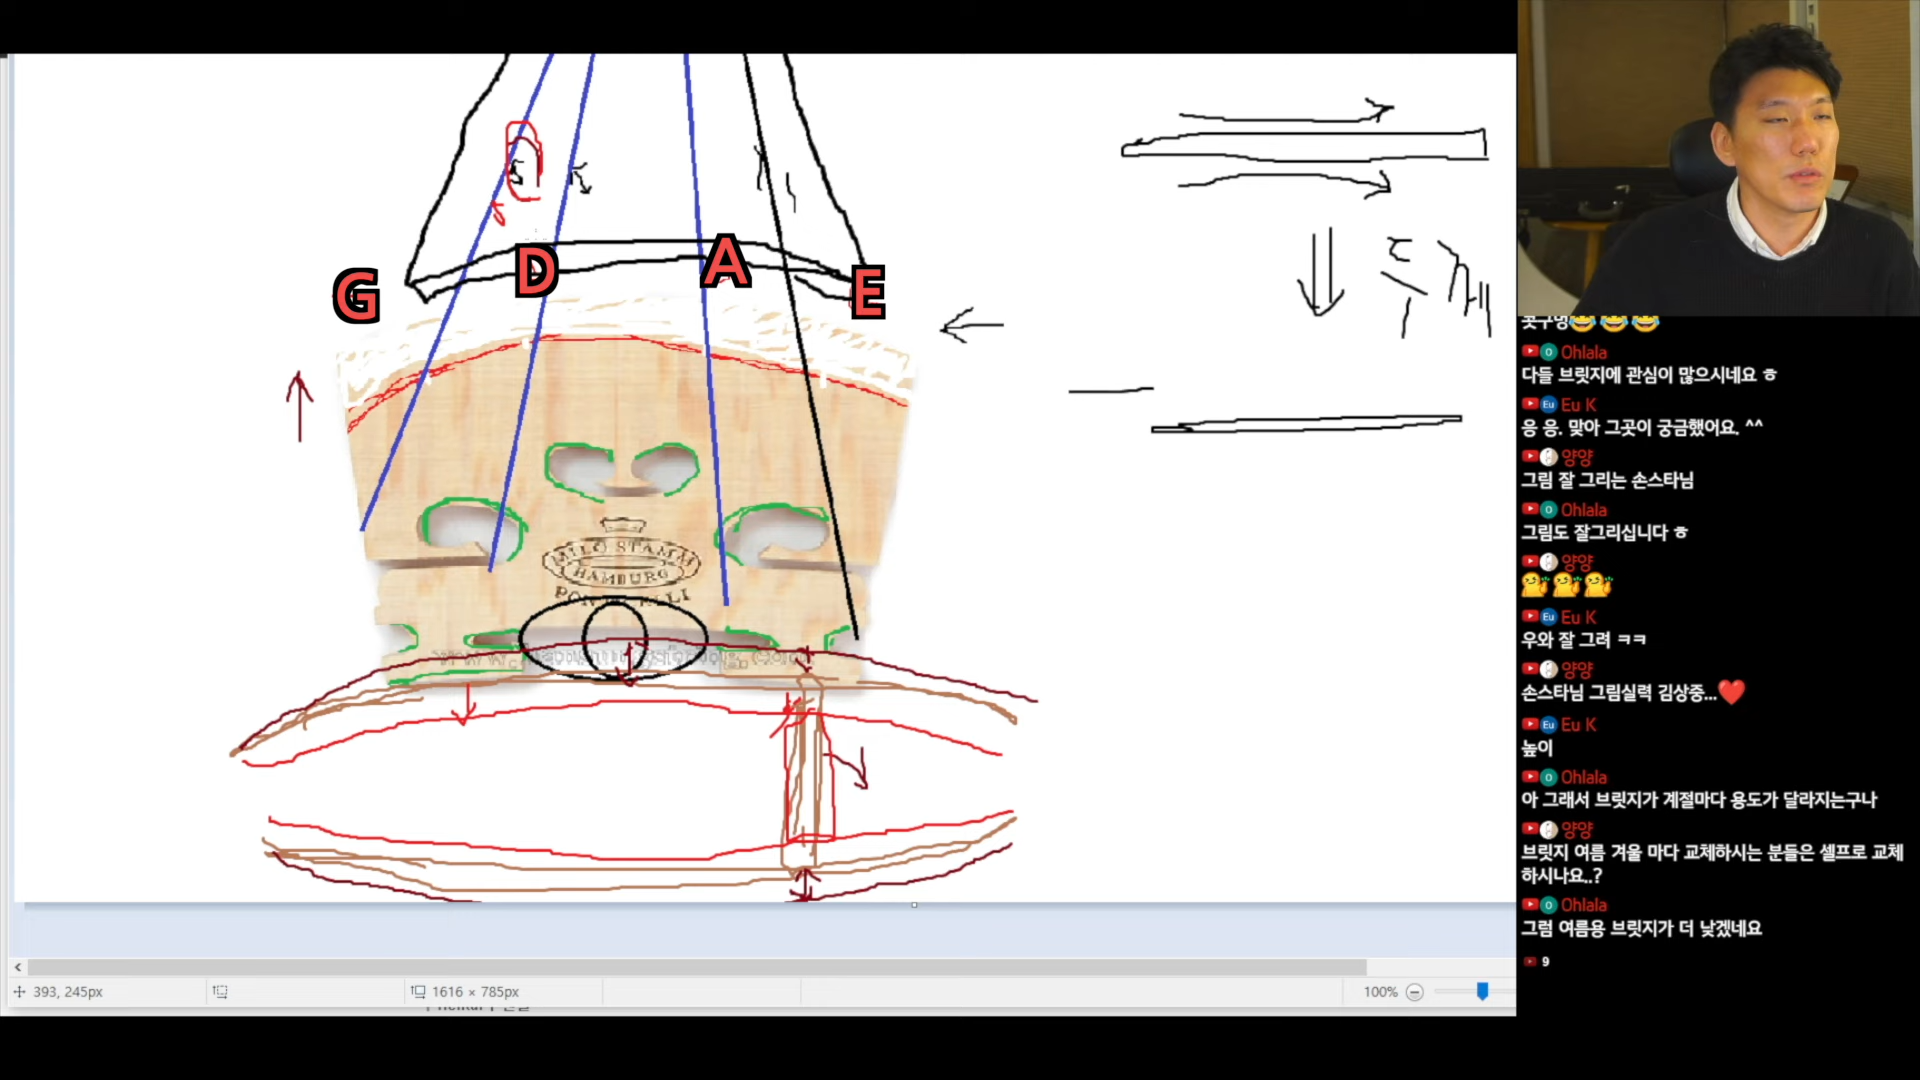 G
D
A
E
두께
MILO STAMM
HAMBURG
393, 245px
1616 × 785px
100%
Ohlala
다들 브릿지에 관심이 많으시네요 ㅎ
Eu Eu K
응 응. 맞아 그곳이 궁금했어요. ^^
양양
그림 잘 그리는 손스타님
Ohlala
그림도 잘그리십니다 ㅎ
양양
Eu Eu K
우와 잘 그려 ㅋㅋ
양양
손스타님 그림실력 김상중...❤️
Eu Eu K
높이
Ohlala
아 그래서 브릿지가 계절마다 용도가 달라지는구나
양양
브릿지 여름 겨울 마다 교체하시는 분들은 셀프로 교체
하시나요..?
Ohlala
그럼 여름용 브릿지가 더 낮겠네요
9